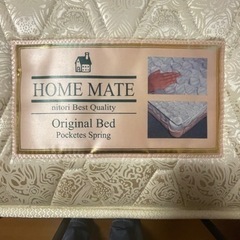 HOME MATE
nitori Best Quality
Original Bed
Pocketes Spring